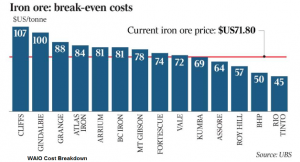 Iron ore: break-even costs
$US/tonne
Current iron ore price: $US71.80
107
100
88
84
81
81
78
74
72
69
64
57
50
45
CLIFFS
GINDALBIE
GRANGE
ATLAS IRON
ARRIUM
BC IRON
MT GIBSON
FORTESCUE
VALE
KUMBA
ASSORE
ROY HILL
BHP
RIO TINTO
WAIO Cost Breakdown
Source: UBS